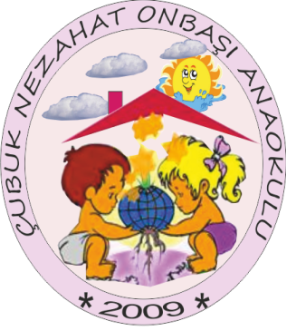 ÇUBUK NEZAHAT ONBAŞI ANAOKULU
* 2009 *